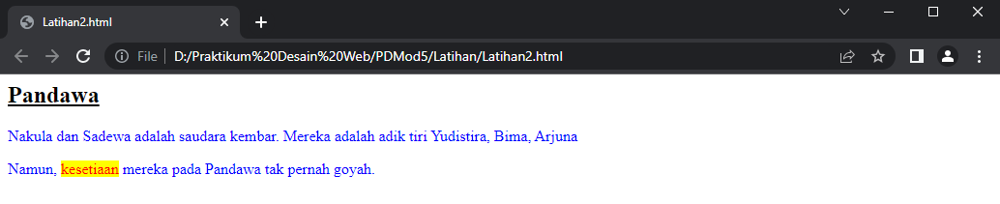 Latihan2.html
File
D:/Praktikum%20Desain%20Web/PDMod5/Latihan/Latihan2.html
Pandawa
Nakula dan Sadewa adalah saudara kembar. Mereka adalah adik tiri Yudistira, Bima, Arjuna
Namun, kesetiaan mereka pada Pandawa tak pernah goyah.